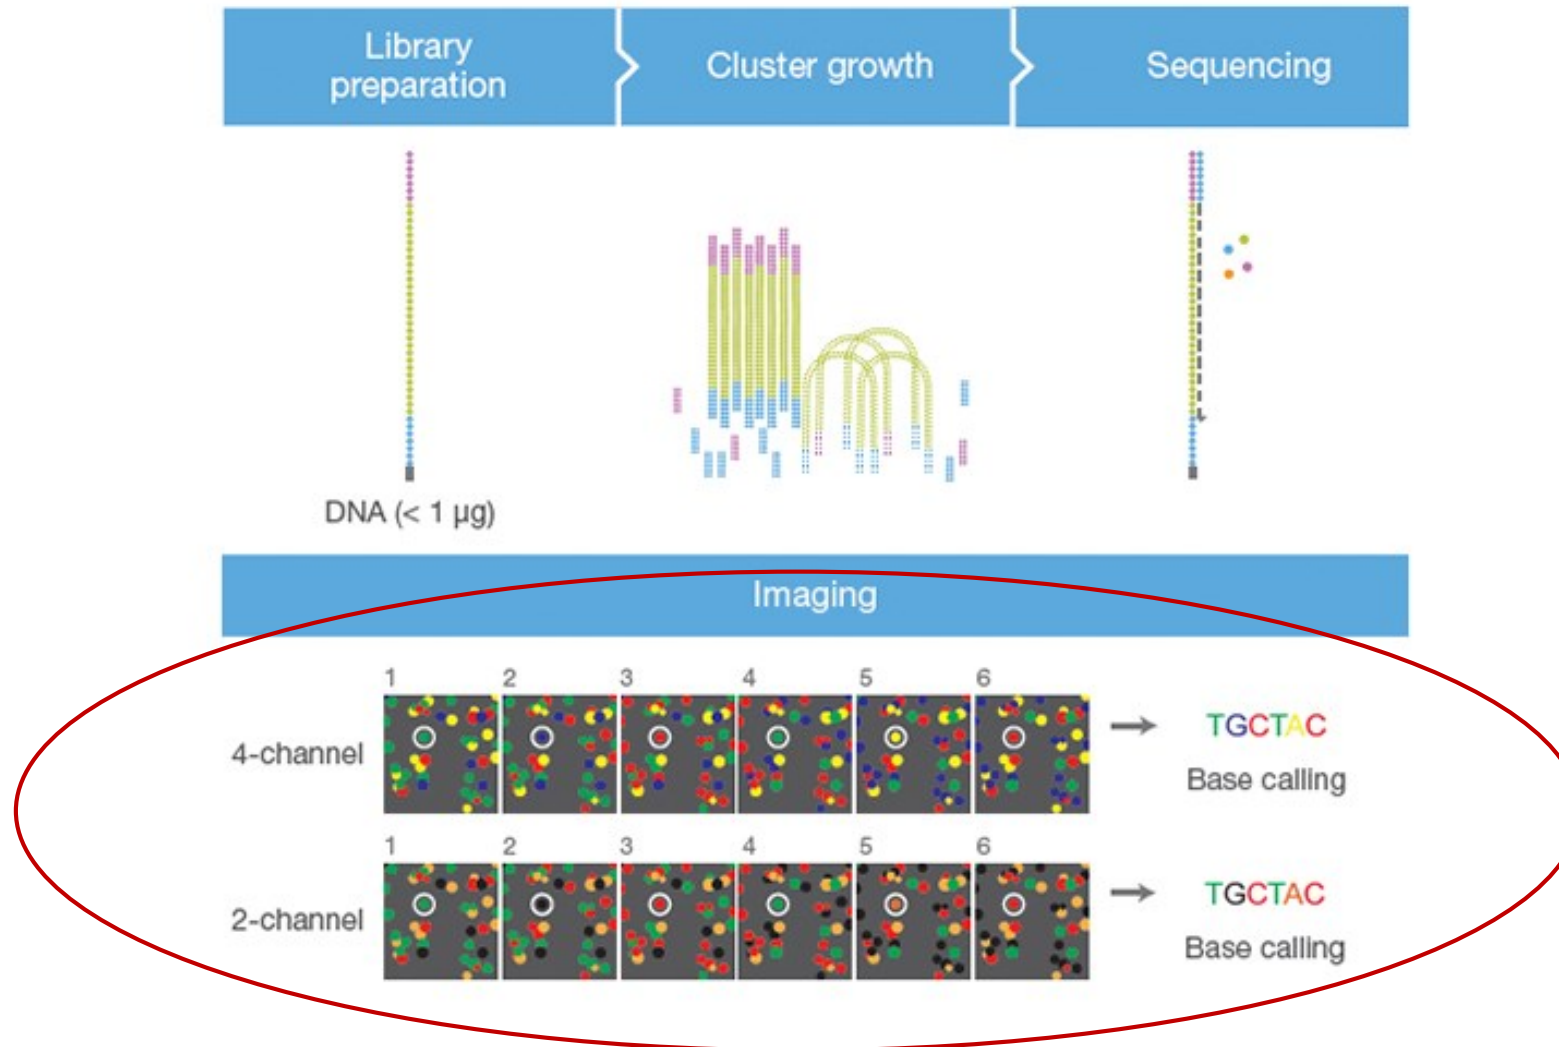 Library
preparation
Cluster growth
Sequencing
DNA (< 1 µg)
Imaging
1 2 3 4 5 6
4-channel
TGCTAC
Base calling
1 2 3 4 5 6
2-channel
TGCTAC
Base calling